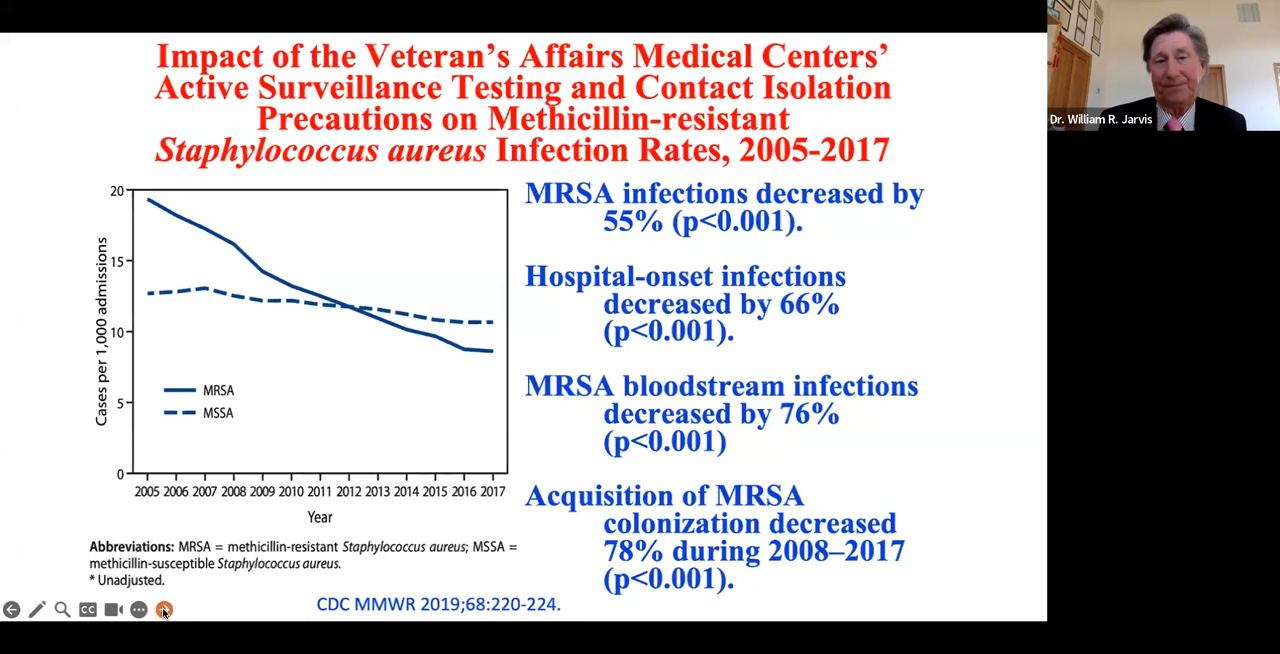 Impact of the Veteran’s Affairs Medical Centers’
Active Surveillance Testing and Contact Isolation
Precautions on Methicillin-resistant
Staphylococcus aureus Infection Rates, 2005-2017
Dr. William R. Jarvis
20
15
10
5
0
Cases per 1,000 admissions
MRSA
MSSA
2005 2006 2007 2008 2009 2010 2011 2012 2013 2014 2015 2016 2017
Year
Abbreviations: MRSA = methicillin-resistant Staphylococcus aureus; MSSA =
methicillin-susceptible Staphylococcus aureus.
* Unadjusted.
MRSA infections decreased by
55% (p<0.001).
Hospital-onset infections
decreased by 66%
(p<0.001).
MRSA bloodstream infections
decreased by 76%
(p<0.001)
Acquisition of MRSA
colonization decreased
78% during 2008–2017
(p<0.001).
CDC MMWR 2019;68:220-224.
CC